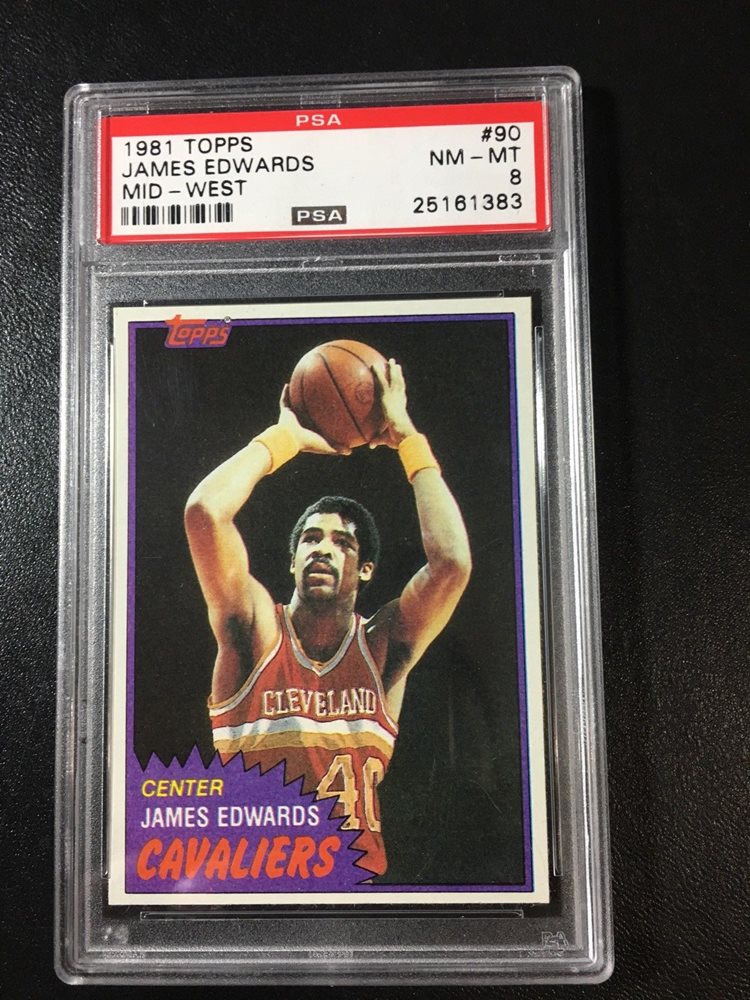 PSA
1981 TOPPS #90
JAMES EDWARDS NM - MT
MID - WEST 8
PSA 25161383
Topps®
CLEVELAND
40
CENTER
JAMES EDWARDS
CAVALIERS
PSA